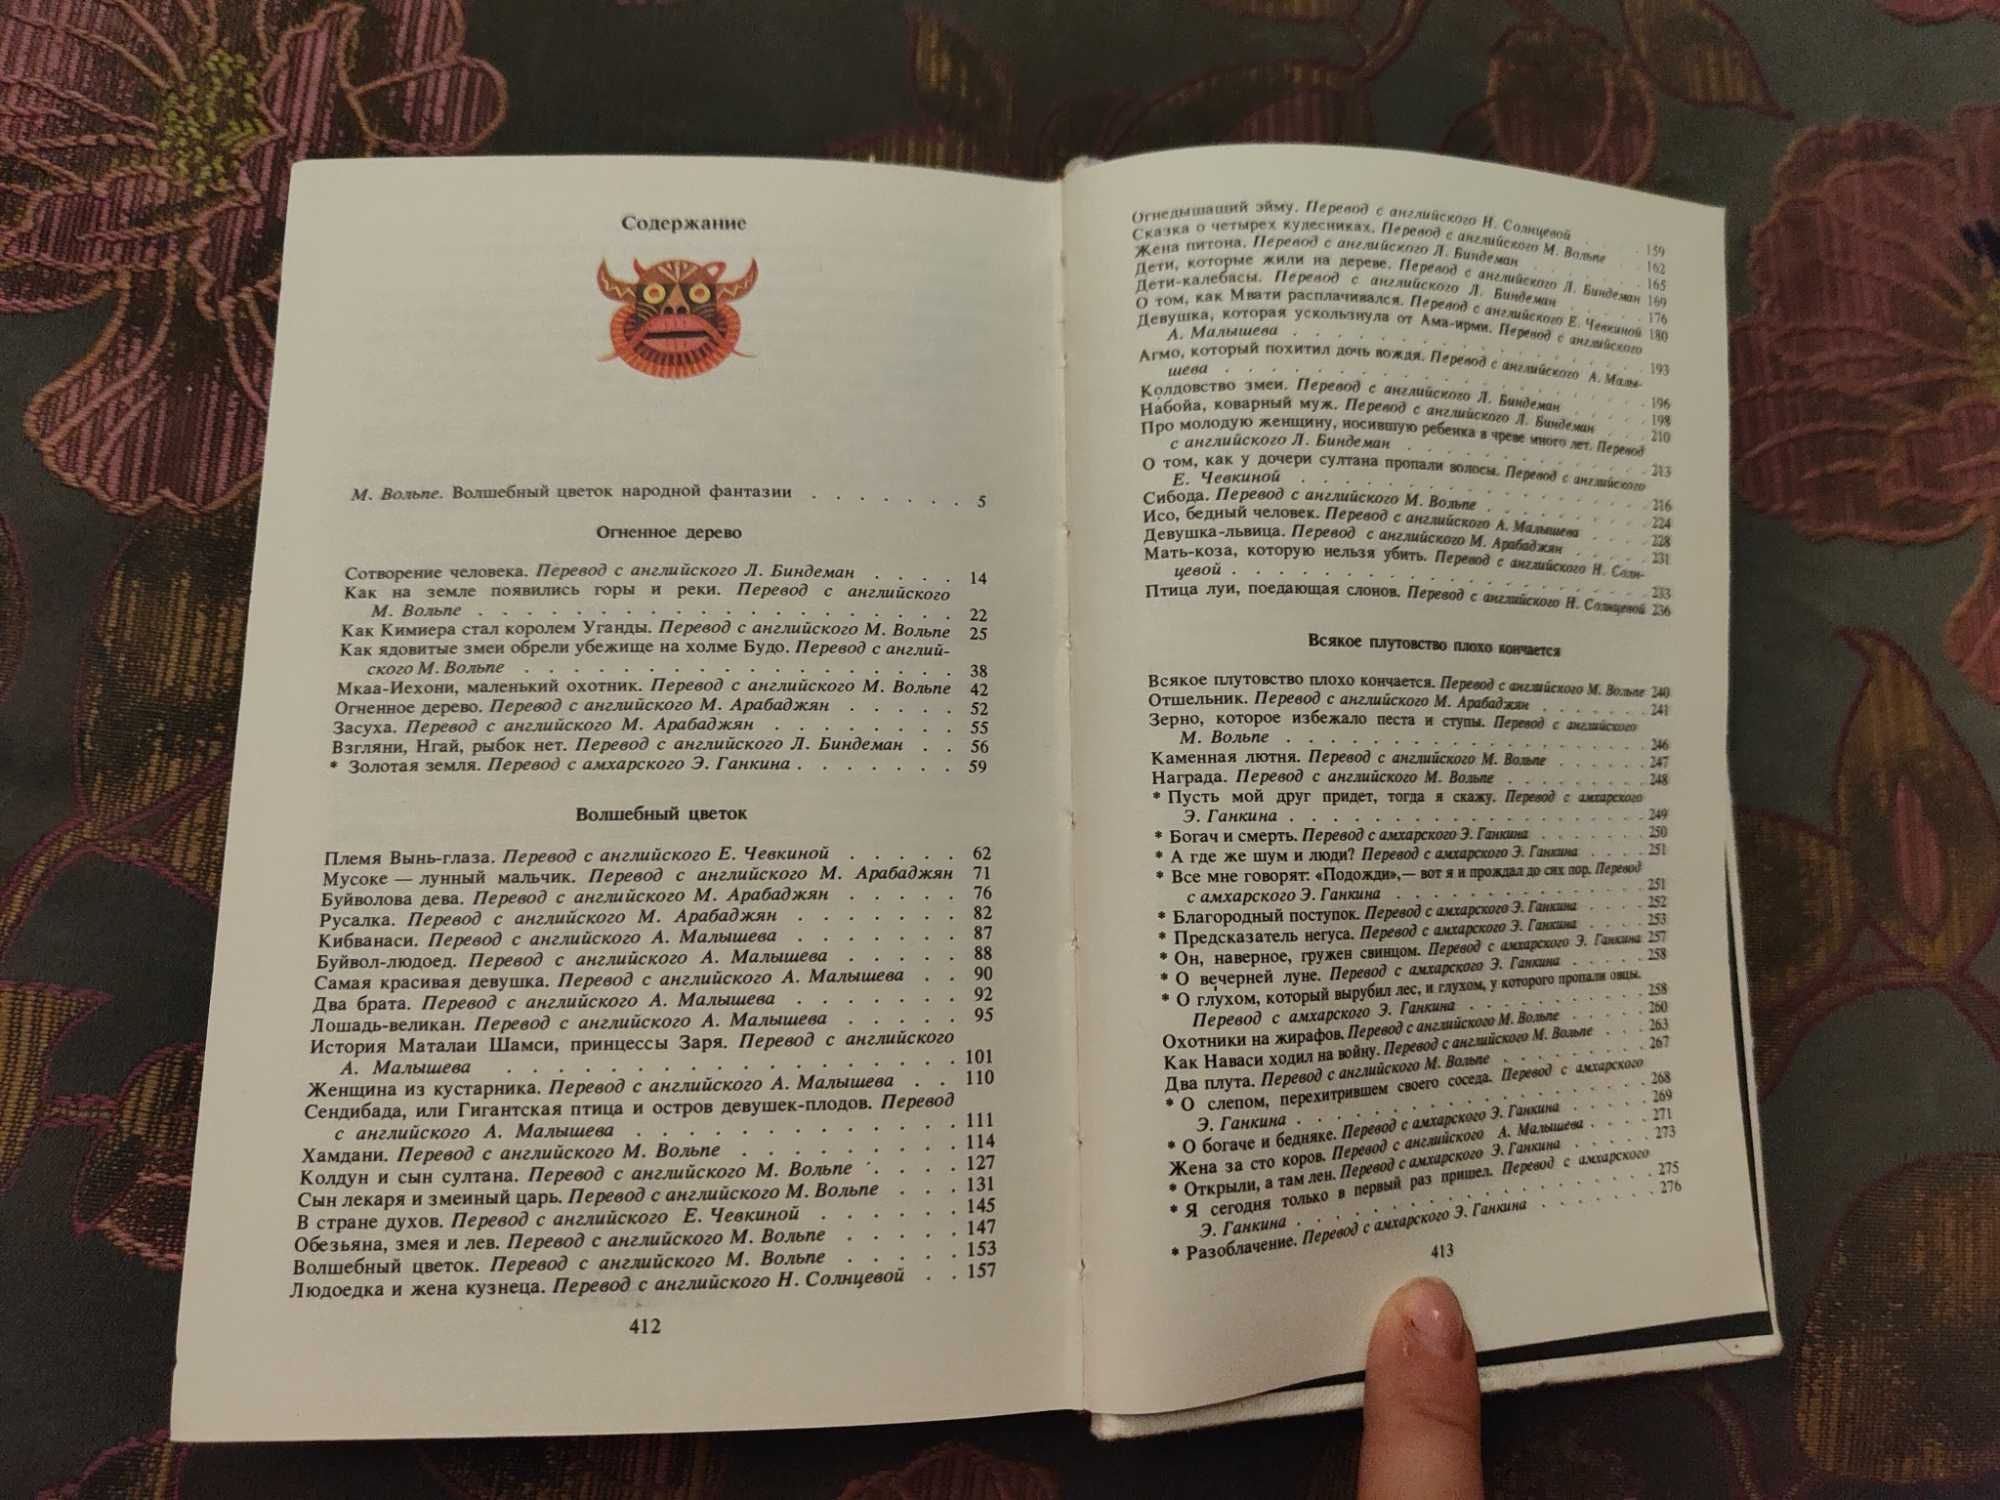 Содержание
М. Вольпе. Волшебный цветок народной фантазии . . . . . . . 5
Огненное дерево
Сотворение человека. Перевод с английского Л. Биндеман . . . . 14
Как на земле появились горы и реки. Перевод с английского
М. Вольпе . . . . . . . . . . . . . . . . . . 22
Как Кимиера стал королем Уганды. Перевод с английского М. Вольпе 25
Как ядовитые змеи обрели убежище на холме Будо. Перевод с англий-
ского М. Вольпе . . . . . . . . . . . . . . . . . 38
Мкаа-Иехони, маленький охотник. Перевод с английского М. Вольпе 42
Огненное дерево. Перевод с английского М. Арабаджян . . . . . 52
Засуха. Перевод с английского М. Арабаджян . . . . . . . 55
Взгляни, Нгай, рыбок нет. Перевод с английского Л. Биндеман . . 56
* Золотая земля. Перевод с амхарского Э. Ганкина . . . . . . . 59
Волшебный цветок
Племя Вынь-глаза. Перевод с английского Е. Чевкиной . . . . . 62
Мусоке — лунный мальчик. Перевод с английского М. Арабаджян 71
Буйволова дева. Перевод с английского М. Арабаджян . . . . . 76
Русалка. Перевод с английского М. Арабаджян . . . . . . . 82
Кибванаси. Перевод с английского А. Малышева . . . . . . . 87
Буйвол-людоед. Перевод с английского А. Малышева . . . . . 88
Самая красивая девушка. Перевод с английского А. Малышева . . 90
Два брата. Перевод с английского А. Малышева . . . . . . . 92
Лошадь-великан. Перевод с английского А. Малышева . . . . . 95
История Маталаи Шамси, принцессы Заря. Перевод с английского
А. Малышева . . . . . . . . . . . . . . . . . 101
Женщина из кустарника. Перевод с английского А. Малышева . . 110
Сендибада, или Гигантская птица и остров девушек-плодов. Перевод
с английского А. Малышева . . . . . . . . . . . . 111
Хамдани. Перевод с английского М. Вольпе . . . . . . . . . 114
Колдун и сын султана. Перевод с английского М. Вольпе . . . . 127
Сын лекаря и змеиный царь. Перевод с английского М. Вольпе . . . 131
В стране духов. Перевод с английского Е. Чевкиной . . . . . . 145
Обезьяна, змея и лев. Перевод с английского М. Вольпе . . . . . 147
Волшебный цветок. Перевод с английского М. Вольпе . . . . . 153
Людоедка и жена кузнеца. Перевод с английского Н. Солнцевой . . 157
412
Огнедышащий эйму. Перевод с английского Н. Солнцевой . . . 159
Сказка о четырех кудесниках. Перевод с английского М. Вольпе . . 162
Жена питона. Перевод с английского Л. Биндеман . . . . . . 165
Дети, которые жили на дереве. Перевод с английского Л. Биндеман 169
Дети-калебасы. Перевод с английского Л. Биндеман . . . . . 176
О том, как Мвати расплачивался. Перевод с английского Е. Чевкиной 180
Девушка, которая ускользнула от Ама-ирми. Перевод с английского
А. Малышева . . . . . . . . . . . . . . . . . 193
Агмо, который похитил дочь вождя. Перевод с английского А. Малы-
шева . . . . . . . . . . . . . . . . . . . . 196
Колдовство змеи. Перевод с английского Л. Биндеман . . . . . 198
Набойа, коварный муж. Перевод с английского Л. Биндеман . . . 210
Про молодую женщину, носившую ребенка в чреве много лет. Перевод
с английского Л. Биндеман . . . . . . . . . . . . 213
О том, как у дочери султана пропали волосы. Перевод с английского
Е. Чевкиной . . . . . . . . . . . . . . . . . 216
Сибода. Перевод с английского М. Вольпе . . . . . . . . 224
Исо, бедный человек. Перевод с английского А. Малышева . . . . 228
Девушка-львица. Перевод с английского М. Арабаджян . . . . 231
Мать-коза, которую нельзя убить. Перевод с английского Н. Солн-
цевой . . . . . . . . . . . . . . . . . . . 233
Птица луи, поедающая слонов. Перевод с английского Н. Солнцевой 236
Всякое плутовство плохо кончается
Всякое плутовство плохо кончается. Перевод с английского М. Вольпе 240
Отшельник. Перевод с английского М. Арабаджян . . . . . . 241
Зерно, которое избежало песта и ступы. Перевод с английского
М. Вольпе . . . . . . . . . . . . . . . . . . 246
Каменная лютня. Перевод с английского М. Вольпе . . . . . . 247
Награда. Перевод с английского М. Вольпе . . . . . . . . 248
* Пусть мой друг придет, тогда я скажу. Перевод с амхарского
Э. Ганкина . . . . . . . . . . . . . . . . . 249
* Богач и смерть. Перевод с амхарского Э. Ганкина . . . . . . 250
* А где же шум и люди? Перевод с амхарского Э. Ганкина . . . . 251
* Все мне говорят: «Подожди»,— вот я и прождал до сих пор. Перевод
с амхарского Э. Ганкина . . . . . . . . . . . . . 251
* Благородный поступок. Перевод с амхарского Э. Ганкина . . . . 252
* Предсказатель негуса. Перевод с амхарского Э. Ганкина . . . . 253
* Он, наверное, гружен свинцом. Перевод с амхарского Э. Ганкина 257
* О вечерней луне. Перевод с амхарского Э. Ганкина . . . . . 258
* О глухом, который вырубил лес, и глухом, у которого пропали овцы.
Перевод с амхарского Э. Ганкина . . . . . . . . . . 258
Охотники на жирафов. Перевод с английского М. Вольпе . . . . 260
Как Наваси ходил на войну. Перевод с английского М. Вольпе . . . 263
Два плута. Перевод с английского М. Вольпе . . . . . . . . 267
* О слепом, перехитрившем своего соседа. Перевод с амхарского
Э. Ганкина . . . . . . . . . . . . . . . . . 268
* О богаче и бедняке. Перевод с амхарского Э. Ганкина . . . . . 269
Жена за сто коров. Перевод с английского А. Малышева . . . . 271
* Открыли, а там лен. Перевод с амхарского Э. Ганкина . . . . . 273
* Я сегодня только в первый раз пришел. Перевод с амхарского
Э. Ганкина . . . . . . . . . . . . . . . . . 275
* Разоблачение. Перевод с амхарского Э. Ганкина . . . . . . . 276
413